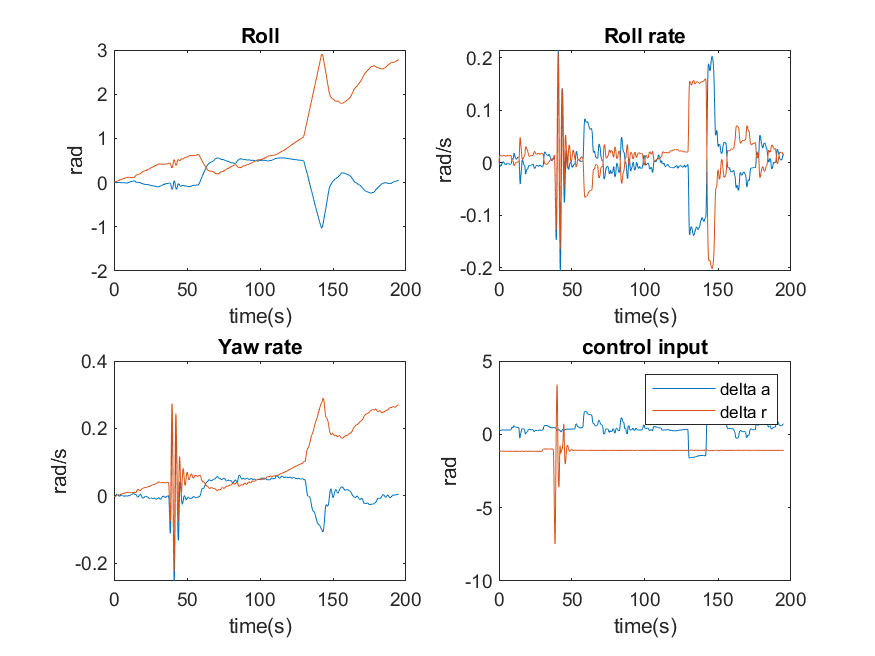 Roll
3
2
1
0
-1
-2
rad
0 50 100 150 200
time(s)
Roll rate
0.2
0.1
0
-0.1
-0.2
rad/s
0 50 100 150 200
time(s)
Yaw rate
0.4
0.2
0
-0.2
rad/s
0 50 100 150 200
time(s)
control input
5
0
-5
-10
rad
delta a
delta r
0 50 100 150 200
time(s)